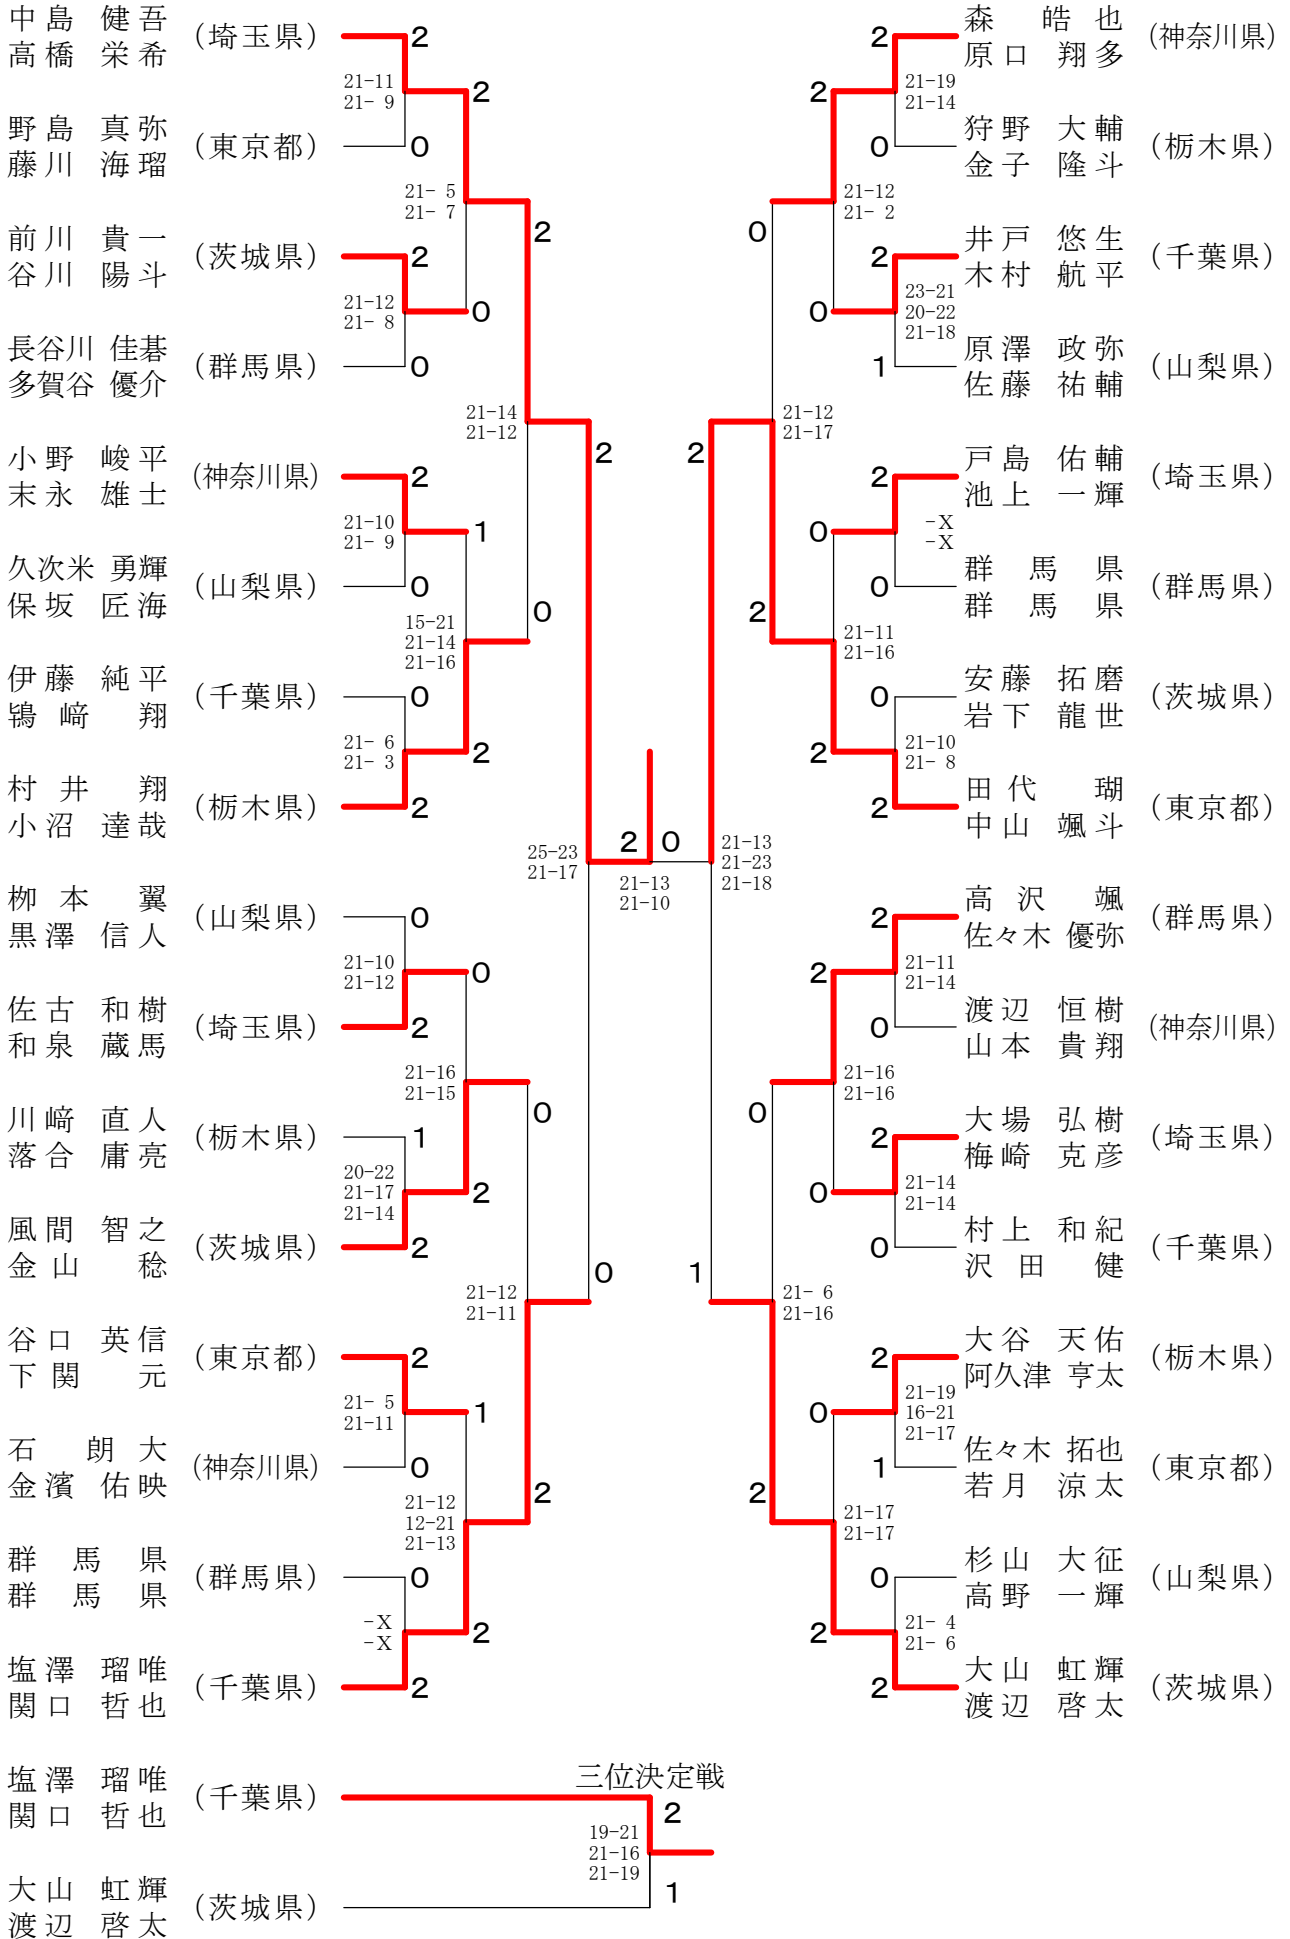 中島 健吾
高橋 栄希
(埼玉県)
2
21-11
21- 9
2
野島 真弥
藤川 海瑠
(東京都)
0
21- 5
21- 7
2
前川 貴一
谷川 陽斗
(茨城県)
2
21-12
21- 8
0
長谷川 佳碁
多賀谷 優介
(群馬県)
0
21-14
21-12
2
小野 峻平
末永 雄士
(神奈川県)
2
21-10
21- 9
1
久次米 勇輝
保坂 匠海
(山梨県)
0
15-21
21-14
21-16
0
伊藤 純平
鴇﨑 翔
(千葉県)
0
21- 6
21- 3
2
村井 翔
小沼 達哉
(栃木県)
2
25-23
21-17
2
0
21-13
21-10
栁本 翼
黒澤 信人
(山梨県)
0
21-10
21-12
0
佐古 和樹
和泉 蔵馬
(埼玉県)
2
21-16
21-15
0
川﨑 直人
落合 庸亮
(栃木県)
1
20-22
21-17
21-14
2
風間 智之
金山 稔
(茨城県)
2
21-12
21-11
0
谷口 英信
下関 元
(東京都)
2
21- 5
21-11
1
石 朗大
金濱 佑映
(神奈川県)
0
21-12
12-21
21-13
2
群馬県
群馬県
(群馬県)
0
-X
-X
2
塩澤 瑠唯
関口 哲也
(千葉県)
2
森 皓也
原口 翔多
(神奈川県)
2
21-19
21-14
2
狩野 大輔
金子 隆斗
(栃木県)
0
21-12
21- 2
0
井戸 悠生
木村 航平
(千葉県)
2
23-21
20-22
21-18
0
原澤 政弥
佐藤 祐輔
(山梨県)
1
21-12
21-17
2
戸島 佑輔
池上 一輝
(埼玉県)
2
-X
-X
0
群馬県
群馬県
(群馬県)
0
21-11
21-16
2
安藤 拓磨
岩下 龍世
(茨城県)
0
21-10
21- 8
2
田代 瑚
中山 颯斗
(東京都)
2
21-13
21-23
21-18
高沢 颯
佐々木 優弥
(群馬県)
2
21-11
21-14
2
渡辺 恒樹
山本 貴翔
(神奈川県)
0
21-16
21-16
0
大場 弘樹
梅崎 克彦
(埼玉県)
2
21-14
21-14
0
村上 和紀
沢田 健
(千葉県)
0
21- 6
21-16
1
大谷 天佑
阿久津 亨太
(栃木県)
2
21-19
16-21
21-17
0
佐々木 拓也
若月 涼太
(東京都)
1
21-17
21-17
2
杉山 大征
高野 一輝
(山梨県)
0
21- 4
21- 6
2
大山 虹輝
渡辺 啓太
(茨城県)
2
三位決定戦
塩澤 瑠唯
関口 哲也
(千葉県)
2
19-21
21-16
21-19
大山 虹輝
渡辺 啓太
(茨城県)
1